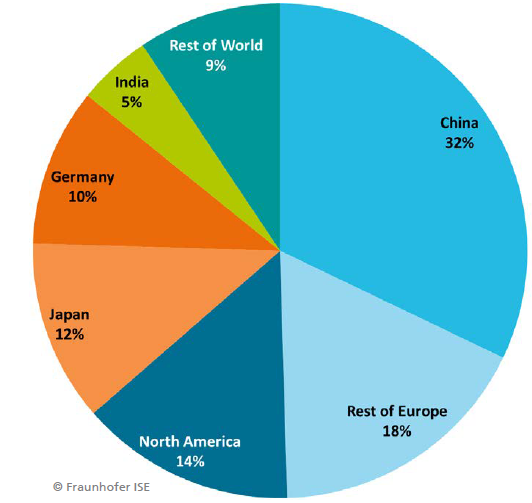 Rest of World
9%
India
5%
China
32%
Germany
10%
Japan
12%
Rest of Europe
18%
North America
14%
© Fraunhofer ISE